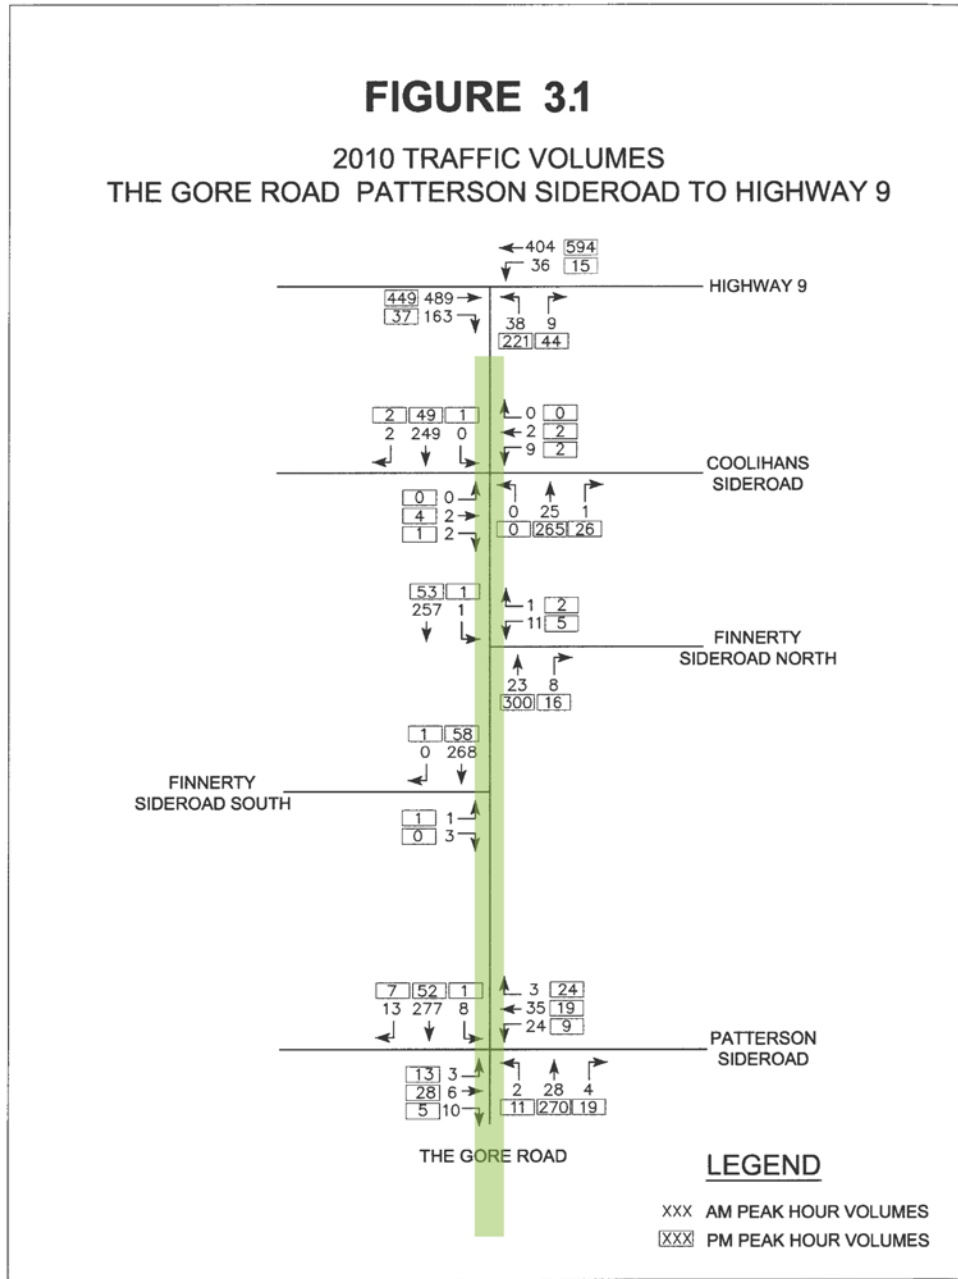 FIGURE 3.1
2010 TRAFFIC VOLUMES
THE GORE ROAD PATTERSON SIDEROAD TO HIGHWAY 9
404 594
36 15
HIGHWAY 9
449 489
37 163
38 9
221 44
2 49 1
2 249 0
0 0
2 2
9 2
COOLIHANS
SIDEROAD
0 0
4 2
1 2
0 25 1
0 265 26
53 1
257 1
1 2
11 5
FINNERTY
SIDEROAD NORTH
23 8
300 16
1 58
0 268
FINNERTY
SIDEROAD SOUTH
1 1
0 3
7 52 1
13 277 8
3 24
35 19
24 9
PATTERSON
SIDEROAD
13 3
28 6
5 10
2 28 4
11 270 19
THE GORE ROAD
LEGEND
XXX AM PEAK HOUR VOLUMES
XXX PM PEAK HOUR VOLUMES